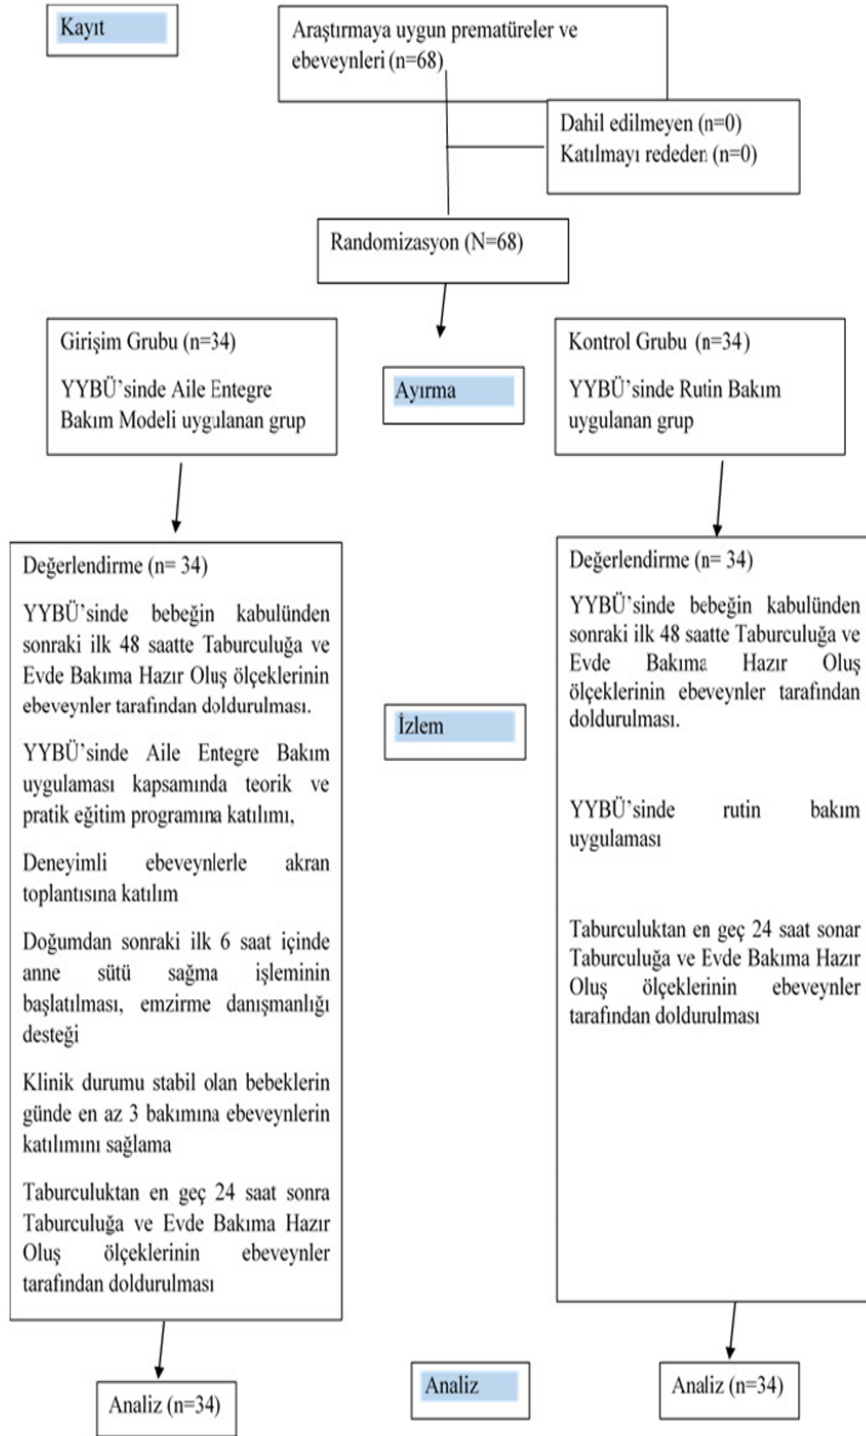 Kayıt
Araştırmaya uygun prematüreler ve
ebeveynleri (n=68)
Dahil edilmeyen (n=0)
Katılmayı rededen (n=0)
Randomizasyon (N=68)
Girişim Grubu (n=34)
YYBÜ'sinde Aile Entegre
Bakım Modeli uygulanan grup
Ayırma
Kontrol Grubu (n=34)
YYBÜ'sinde Rutin Bakım
uygulanan grup
Değerlendirme (n= 34)
YYBÜ'sinde bebeğin kabulünden
sonraki ilk 48 saatte Taburculuğa ve
Evde Bakıma Hazır Oluş ölçeklerinin
ebeveynler tarafından doldurulması.
YYBÜ'sinde Aile Entegre Bakım
uygulaması kapsamında teorik ve
pratik eğitim programına katılımı,
Deneyimli ebeveynlerle akran
toplantısına katılım
Doğumdan sonraki ilk 6 saat içinde
anne sütü sağma işleminin
başlatılması, emzirme danışmanlığı
desteği
Klinik durumu stabil olan bebeklerin
günde en az 3 bakımına ebeveynlerin
katılımını sağlama
Taburculuktan en geç 24 saat sonra
Taburculuğa ve Evde Bakıma Hazır
Oluş ölçeklerinin ebeveynler
tarafından doldurulması
İzlem
Değerlendirme (n= 34)
YYBÜ'sinde bebeğin kabulünden
sonraki ilk 48 saatte Taburculuğa ve
Evde Bakıma Hazır Oluş
ölçeklerinin ebeveynler tarafından
doldurulması.
YYBÜ'sinde rutin bakım
uygulaması
Taburculuktan en geç 24 saat sonar
Taburculuğa ve Evde Bakıma Hazır
Oluş ölçeklerinin ebeveynler
tarafından doldurulması
Analiz (n=34)
Analiz
Analiz (n=34)